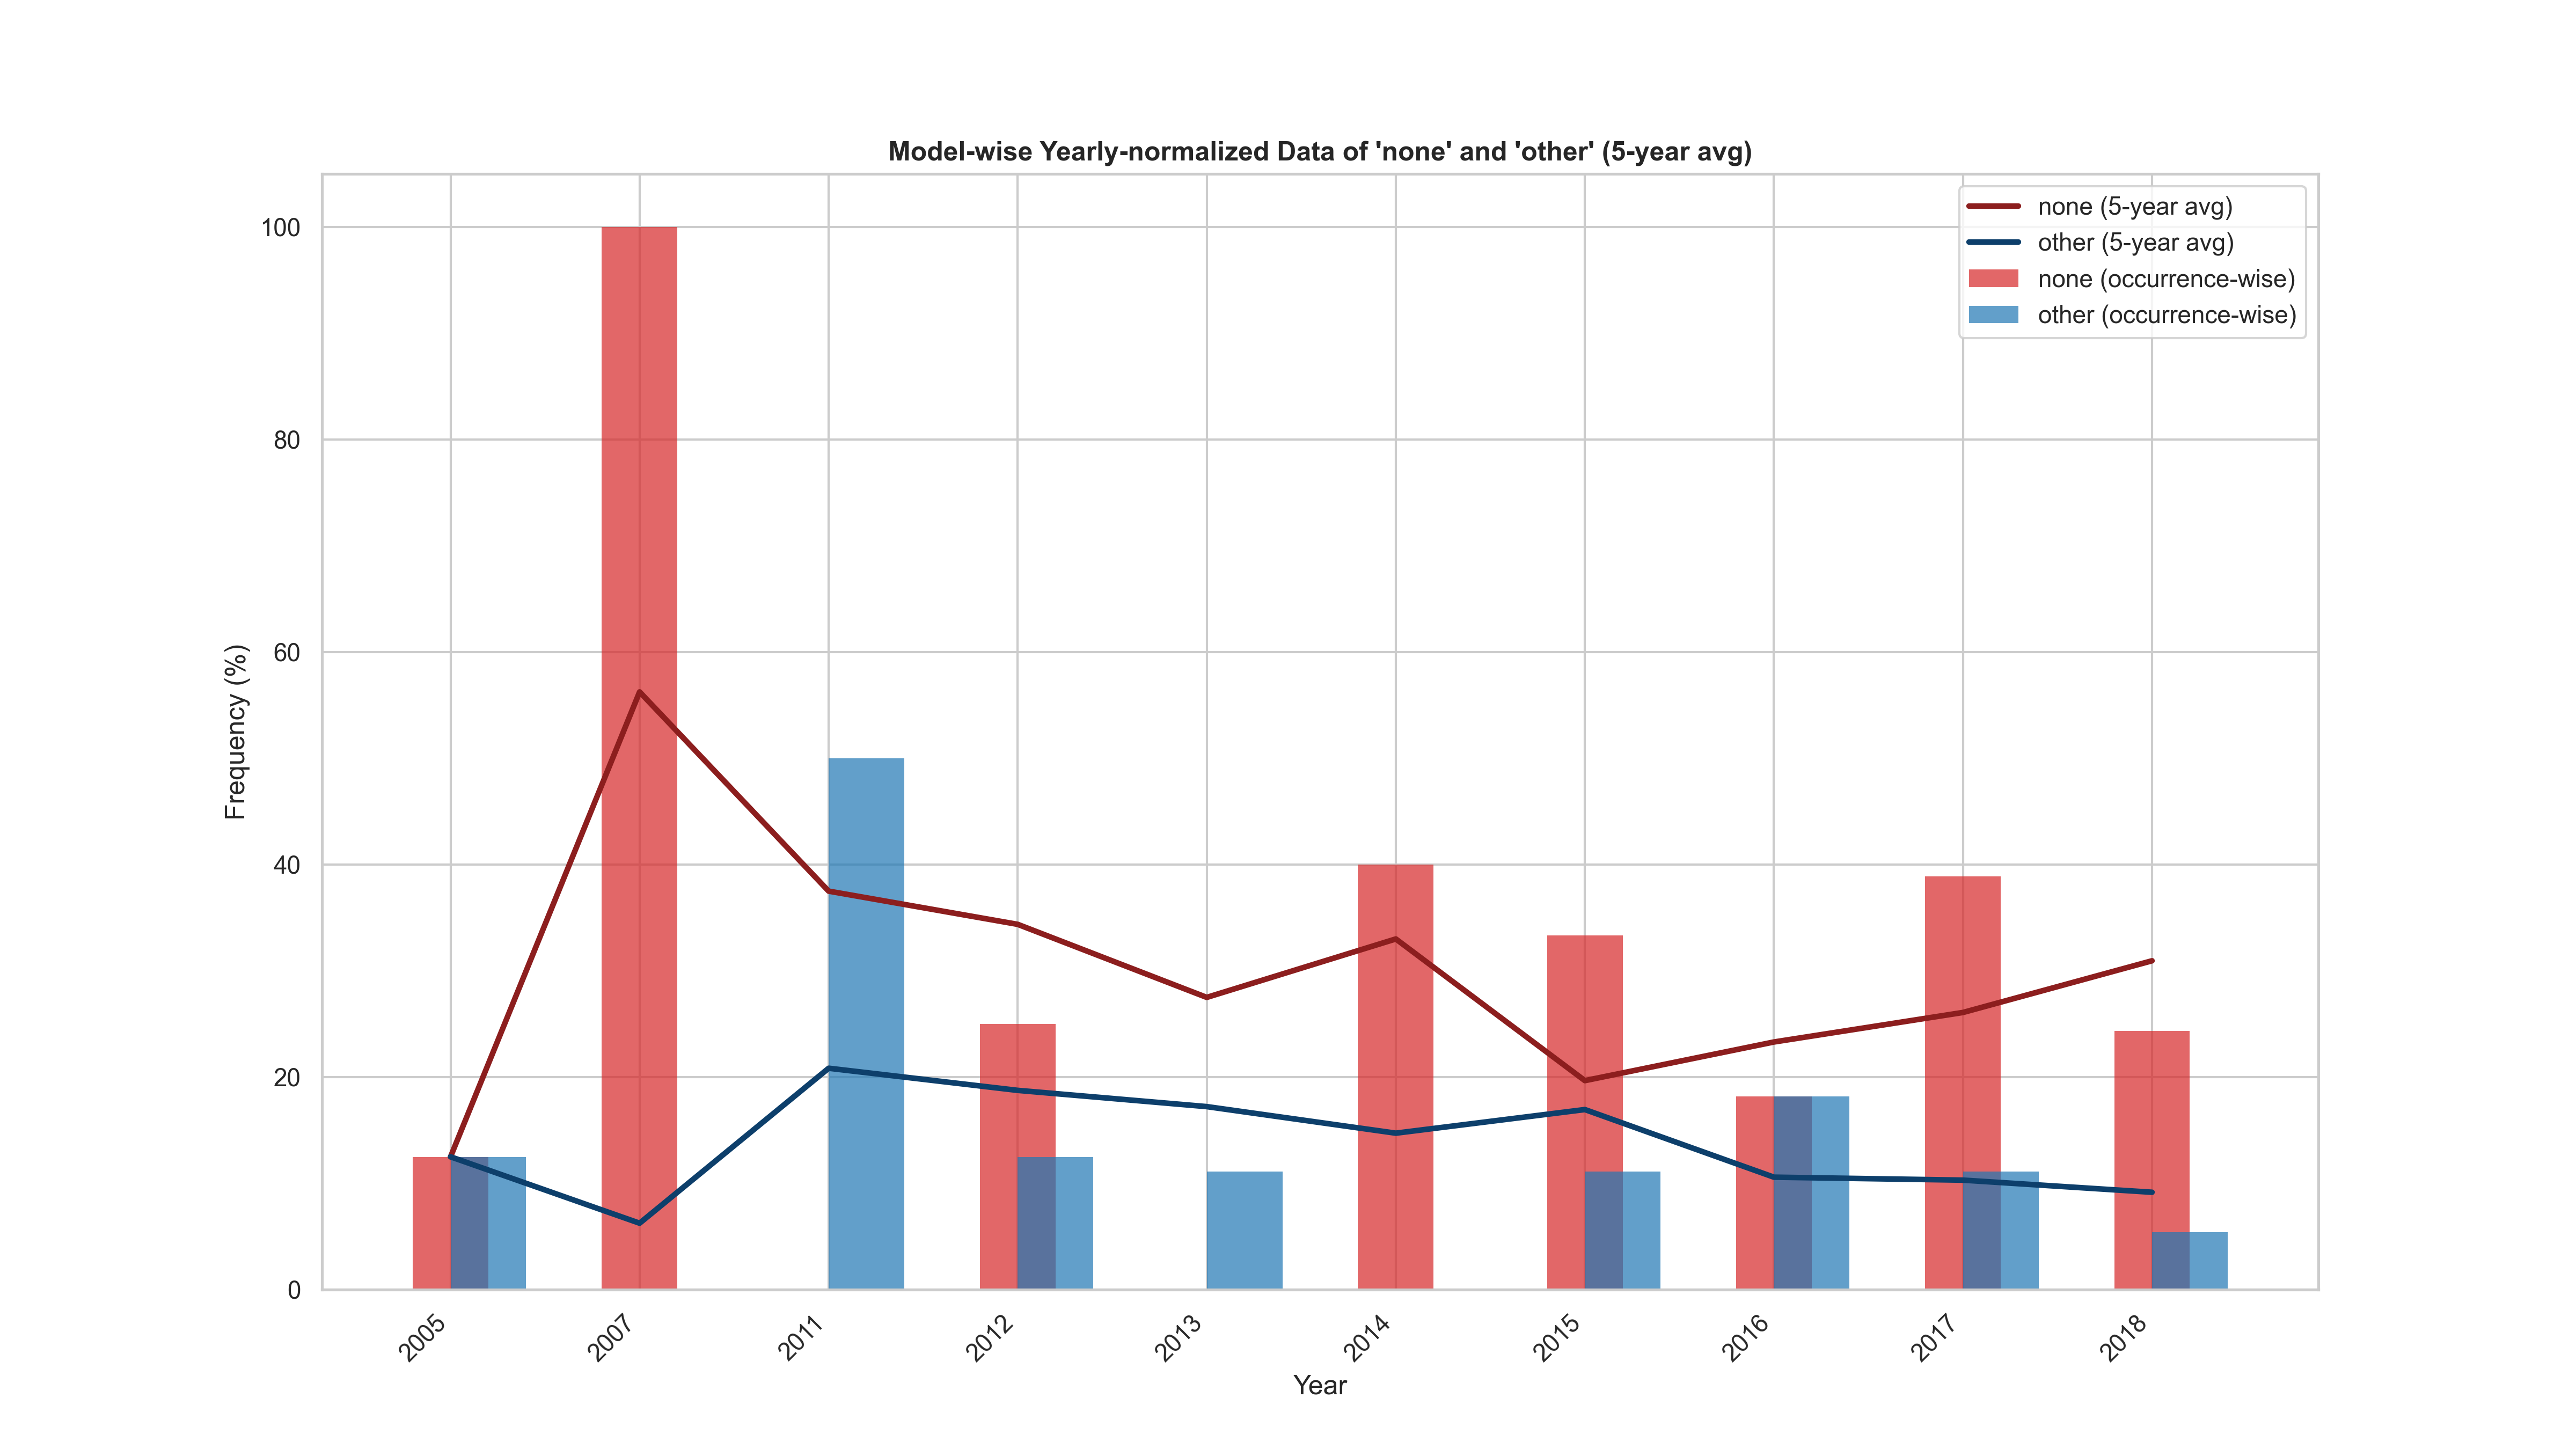 Model-wise Yearly-normalized Data of 'none' and 'other' (5-year avg)
none (5-year avg)
other (5-year avg)
none (occurrence-wise)
other (occurrence-wise)
Frequency (%)
100
80
60
40
20
0
2005
2007
2011
2012
2013
2014
2015
2016
2017
2018
Year